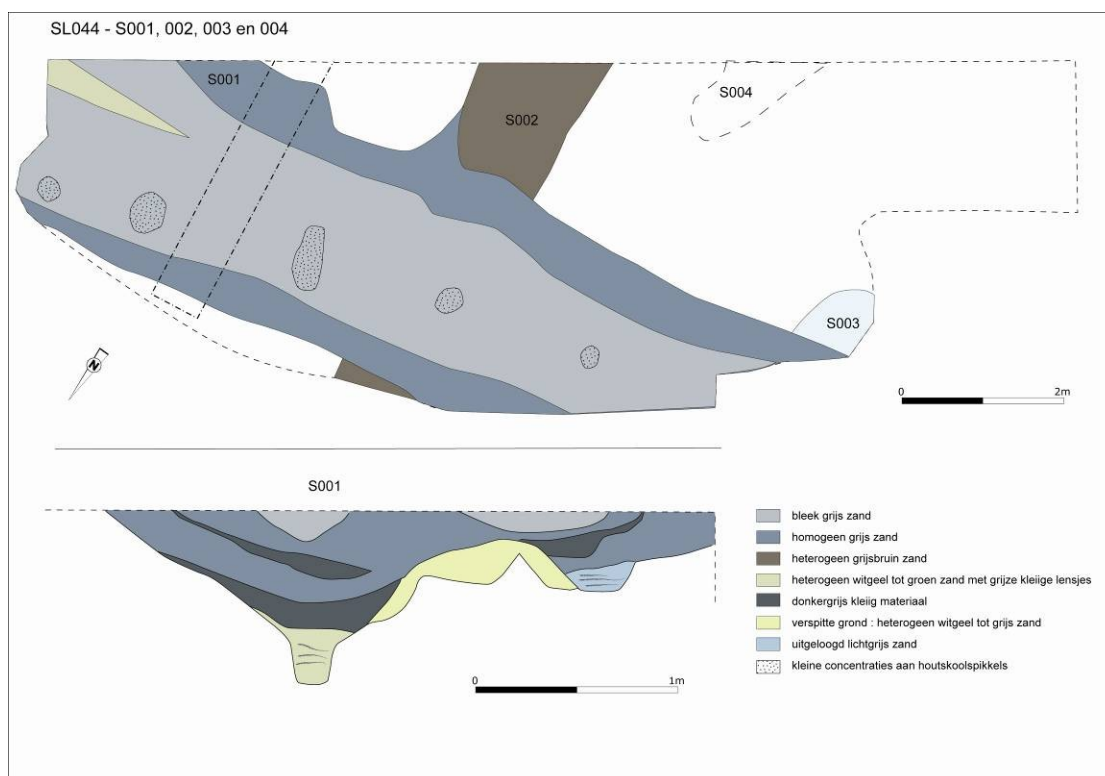 SL044 - S001, 002, 003 en 004
S001
S002
S004
S003
N
0 2m
S001
0 1m
bleek grijs zand
homogeen grijs zand
heterogeen grijsbruin zand
heterogeen witgeel tot groen zand met grijze kleiige lensjes
donkergrijs kleiig materiaal
verspitte grond : heterogeen witgeel tot grijs zand
uitgeloogd lichtgrijs zand
kleine concentraties aan houtskoolspikkels